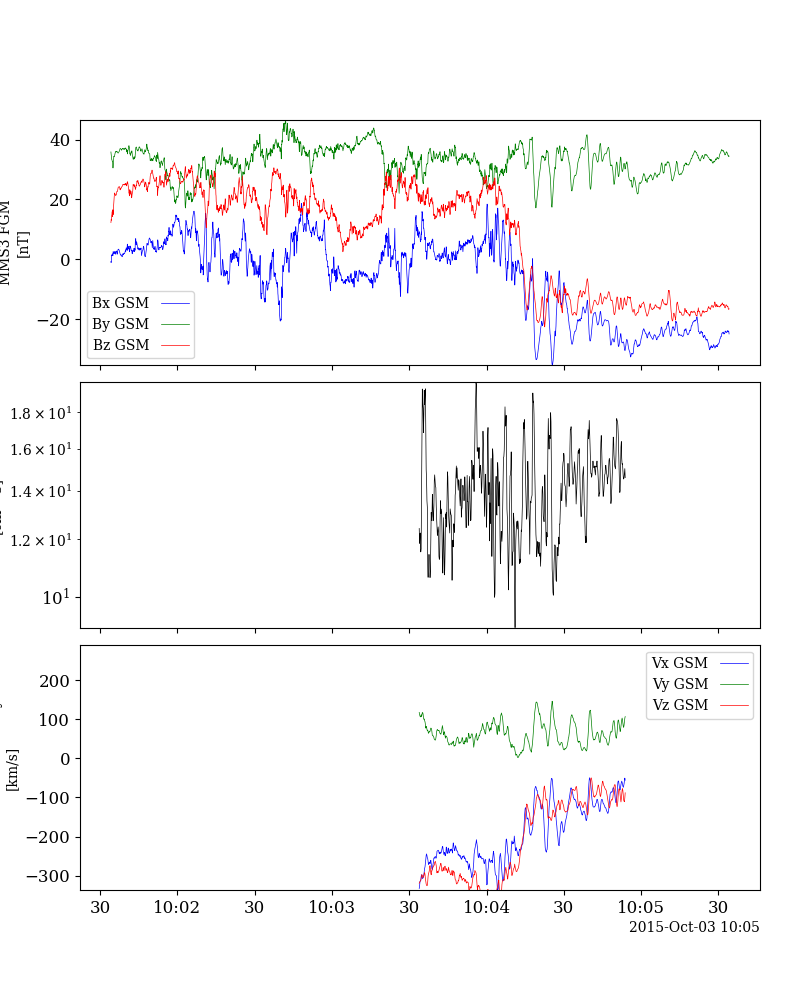 MMS3 FGM
[nT]
40
20
0
−20
Bx GSM
By GSM
Bz GSM
1.8 × 10¹
1.6 × 10¹
1.4 × 10¹
1.2 × 10¹
10¹
Vx GSM
Vy GSM
Vz GSM
[km/s]
200
100
0
−100
−200
−300
30
10:02
30
10:03
30
10:04
30
10:05
30
2015-Oct-03 10:05